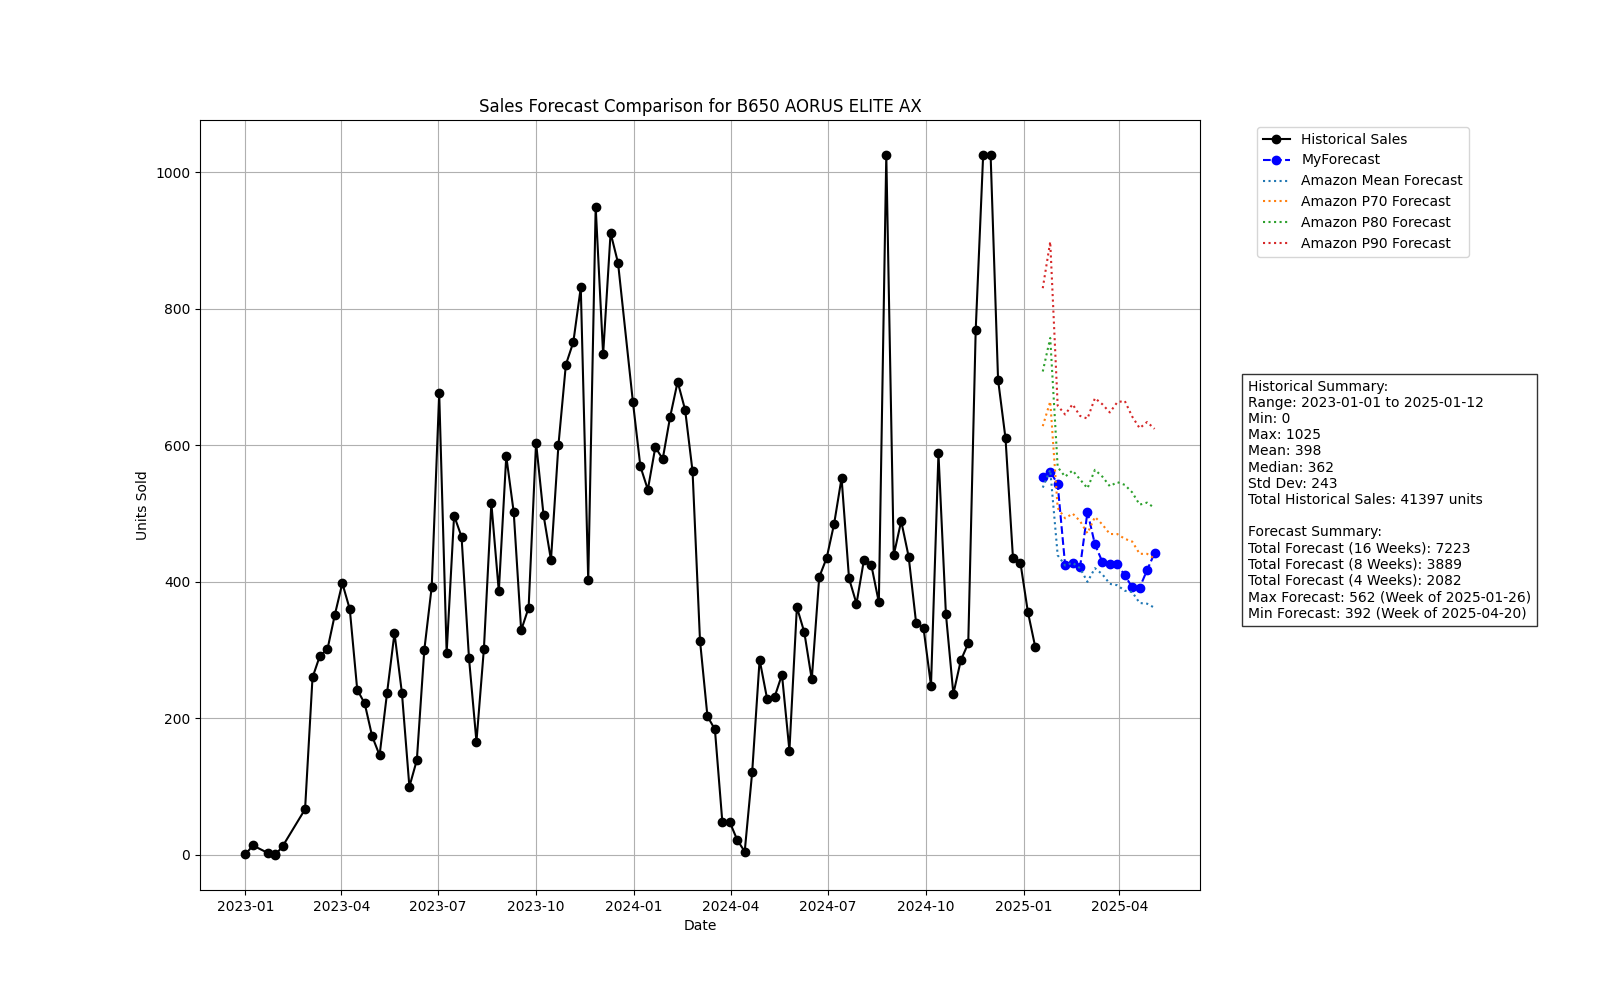 Sales Forecast Comparison for B650 AORUS ELITE AX
Units Sold
1000
800
600
400
200
0
2023-01
2023-04
2023-07
2023-10
2024-01
2024-04
2024-07
2024-10
2025-01
2025-04
Date
Historical Sales
MyForecast
Amazon Mean Forecast
Amazon P70 Forecast
Amazon P80 Forecast
Amazon P90 Forecast
Historical Summary:
Range: 2023-01-01 to 2025-01-12
Min: 0
Max: 1025
Mean: 398
Median: 362
Std Dev: 243
Total Historical Sales: 41397 units
Forecast Summary:
Total Forecast (16 Weeks): 7223
Total Forecast (8 Weeks): 3889
Total Forecast (4 Weeks): 2082
Max Forecast: 562 (Week of 2025-01-26)
Min Forecast: 392 (Week of 2025-04-20)